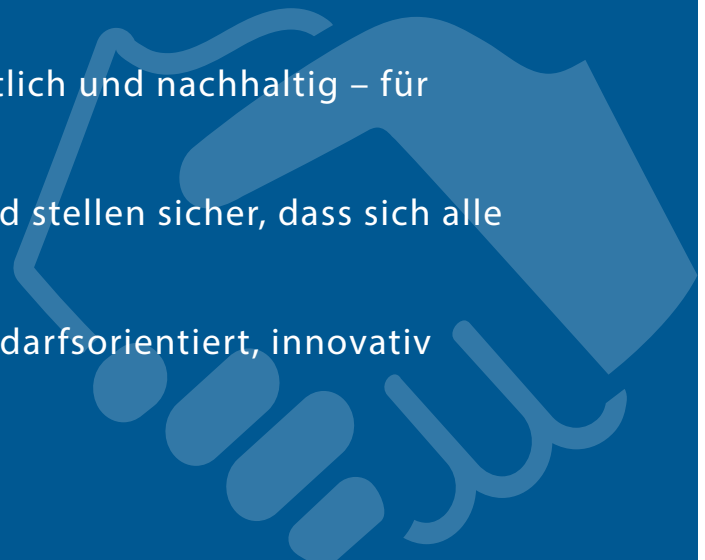 tlich und nachhaltig – für
d stellen sicher, dass sich alle
darfsorientiert, innovativ